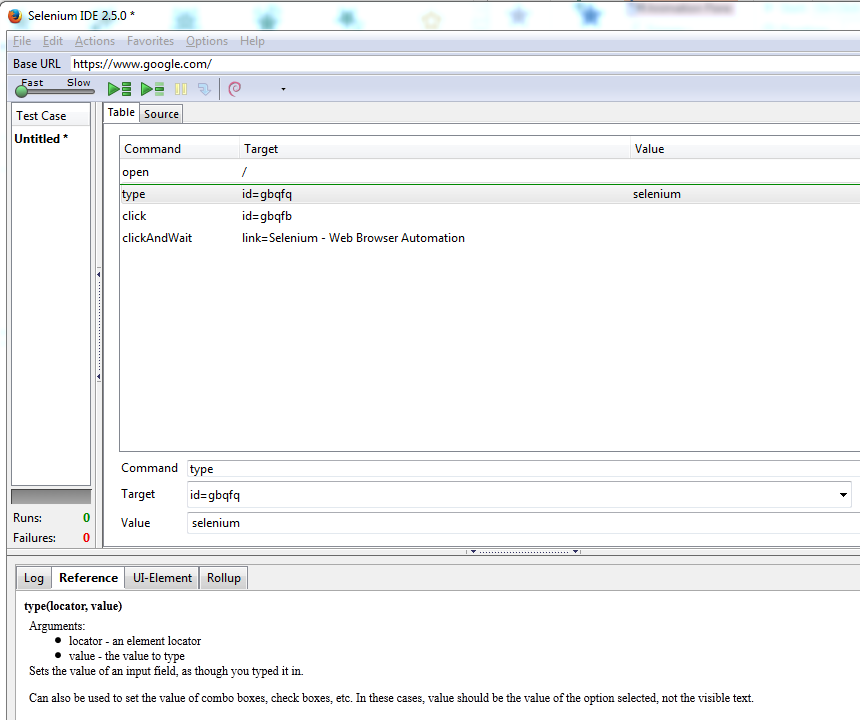 Selenium IDE 2.5.0 *
File Edit Actions Favorites Options Help
Base URL https://www.google.com/
Fast Slow
Test Case
Untitled *
Runs: 0
Failures: 0
Table Source
Command Target Value
open /
type id=gbqfq selenium
click id=gbqfb
clickAndWait link=Selenium - Web Browser Automation
Command type
Target id=gbqfq
Value selenium
Log Reference UI-Element Rollup
type(locator, value)
Arguments:
• locator - an element locator
• value - the value to type
Sets the value of an input field, as though you typed it in.
Can also be used to set the value of combo boxes, check boxes, etc. In these cases, value should be the value of the option selected, not the visible text.